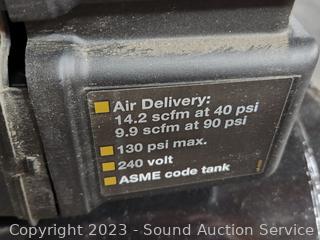 Air Delivery:
14.2 scfm at 40 psi
9.9 scfm at 90 psi
130 psi max.
240 volt
ASME code tank
Copyright 2023 - Sound Auction Service